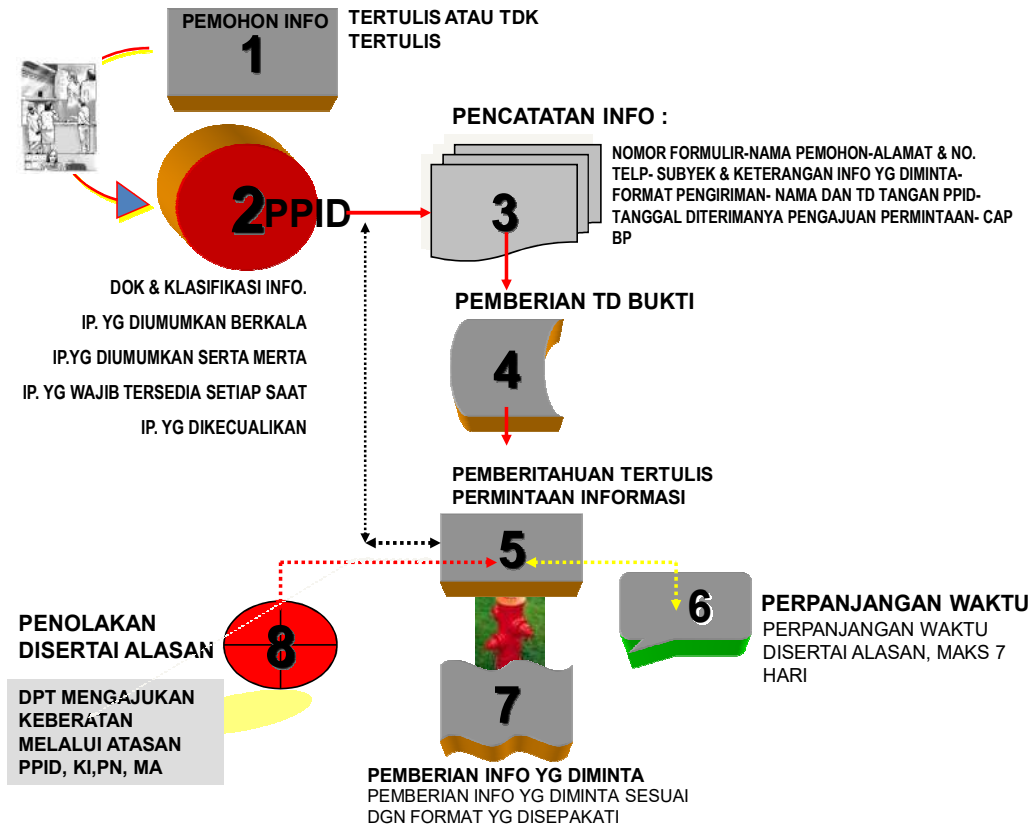 PEMOHON INFO
1
TERTULIS ATAU TDK
TERTULIS
2 PPID
DOK & KLASIFIKASI INFO.
IP. YG DIUMUMKAN BERKALA
IP.YG DIUMUMKAN SERTA MERTA
IP. YG WAJIB TERSEDIA SETIAP SAAT
IP. YG DIKECUALIKAN
PENCATATAN INFO :
3
NOMOR FORMULIR-NAMA PEMOHON-ALAMAT & NO.
TELP- SUBYEK & KETERANGAN INFO YG DIMINTA-
FORMAT PENGIRIMAN- NAMA DAN TD TANGAN PPID-
TANGGAL DITERIMANYA PENGAJUAN PERMINTAAN- CAP
BP
PEMBERIAN TD BUKTI
4
PEMBERITAHUAN TERTULIS
PERMINTAAN INFORMASI
5
6
PERPANJANGAN WAKTU
PERPANJANGAN WAKTU
DISERTAI ALASAN, MAKS 7
HARI
7
PEMBERIAN INFO YG DIMINTA
PEMBERIAN INFO YG DIMINTA SESUAI
DGN FORMAT YG DISEPAKATI
PENOLAKAN
DISERTAI ALASAN
8
DPT MENGAJUKAN
KEBERATAN
MELALUI ATASAN
PPID, KI,PN, MA